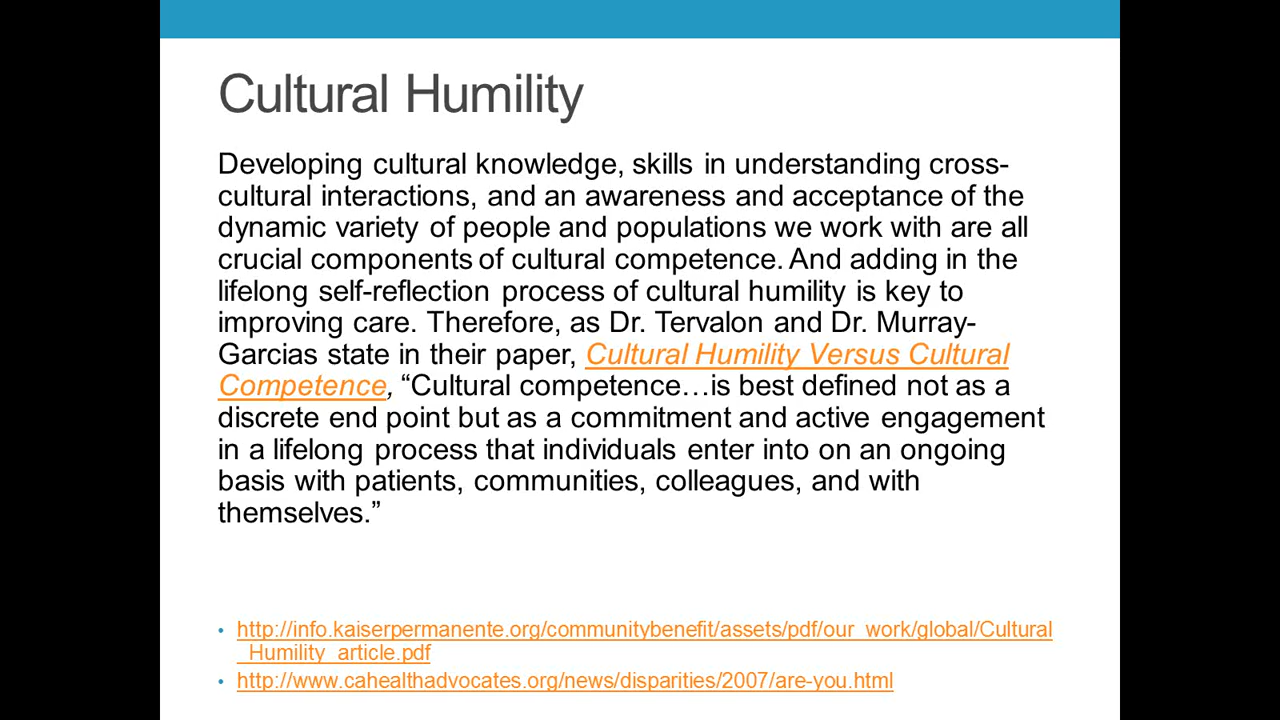 Cultural Humility
Developing cultural knowledge, skills in understanding cross-
cultural interactions, and an awareness and acceptance of the
dynamic variety of people and populations we work with are all
crucial components of cultural competence. And adding in the
lifelong self-reflection process of cultural humility is key to
improving care. Therefore, as Dr. Tervalon and Dr. Murray-
Garcias state in their paper, Cultural Humility Versus Cultural
Competence, “Cultural competence…is best defined not as a
discrete end point but as a commitment and active engagement
in a lifelong process that individuals enter into on an ongoing
basis with patients, communities, colleagues, and with
themselves.”
• http://info.kaiserpermanente.org/communitybenefit/assets/pdf/our_work/global/Cultural
_Humility_article.pdf
• http://www.cahealthadvocates.org/news/disparities/2007/are-you.html